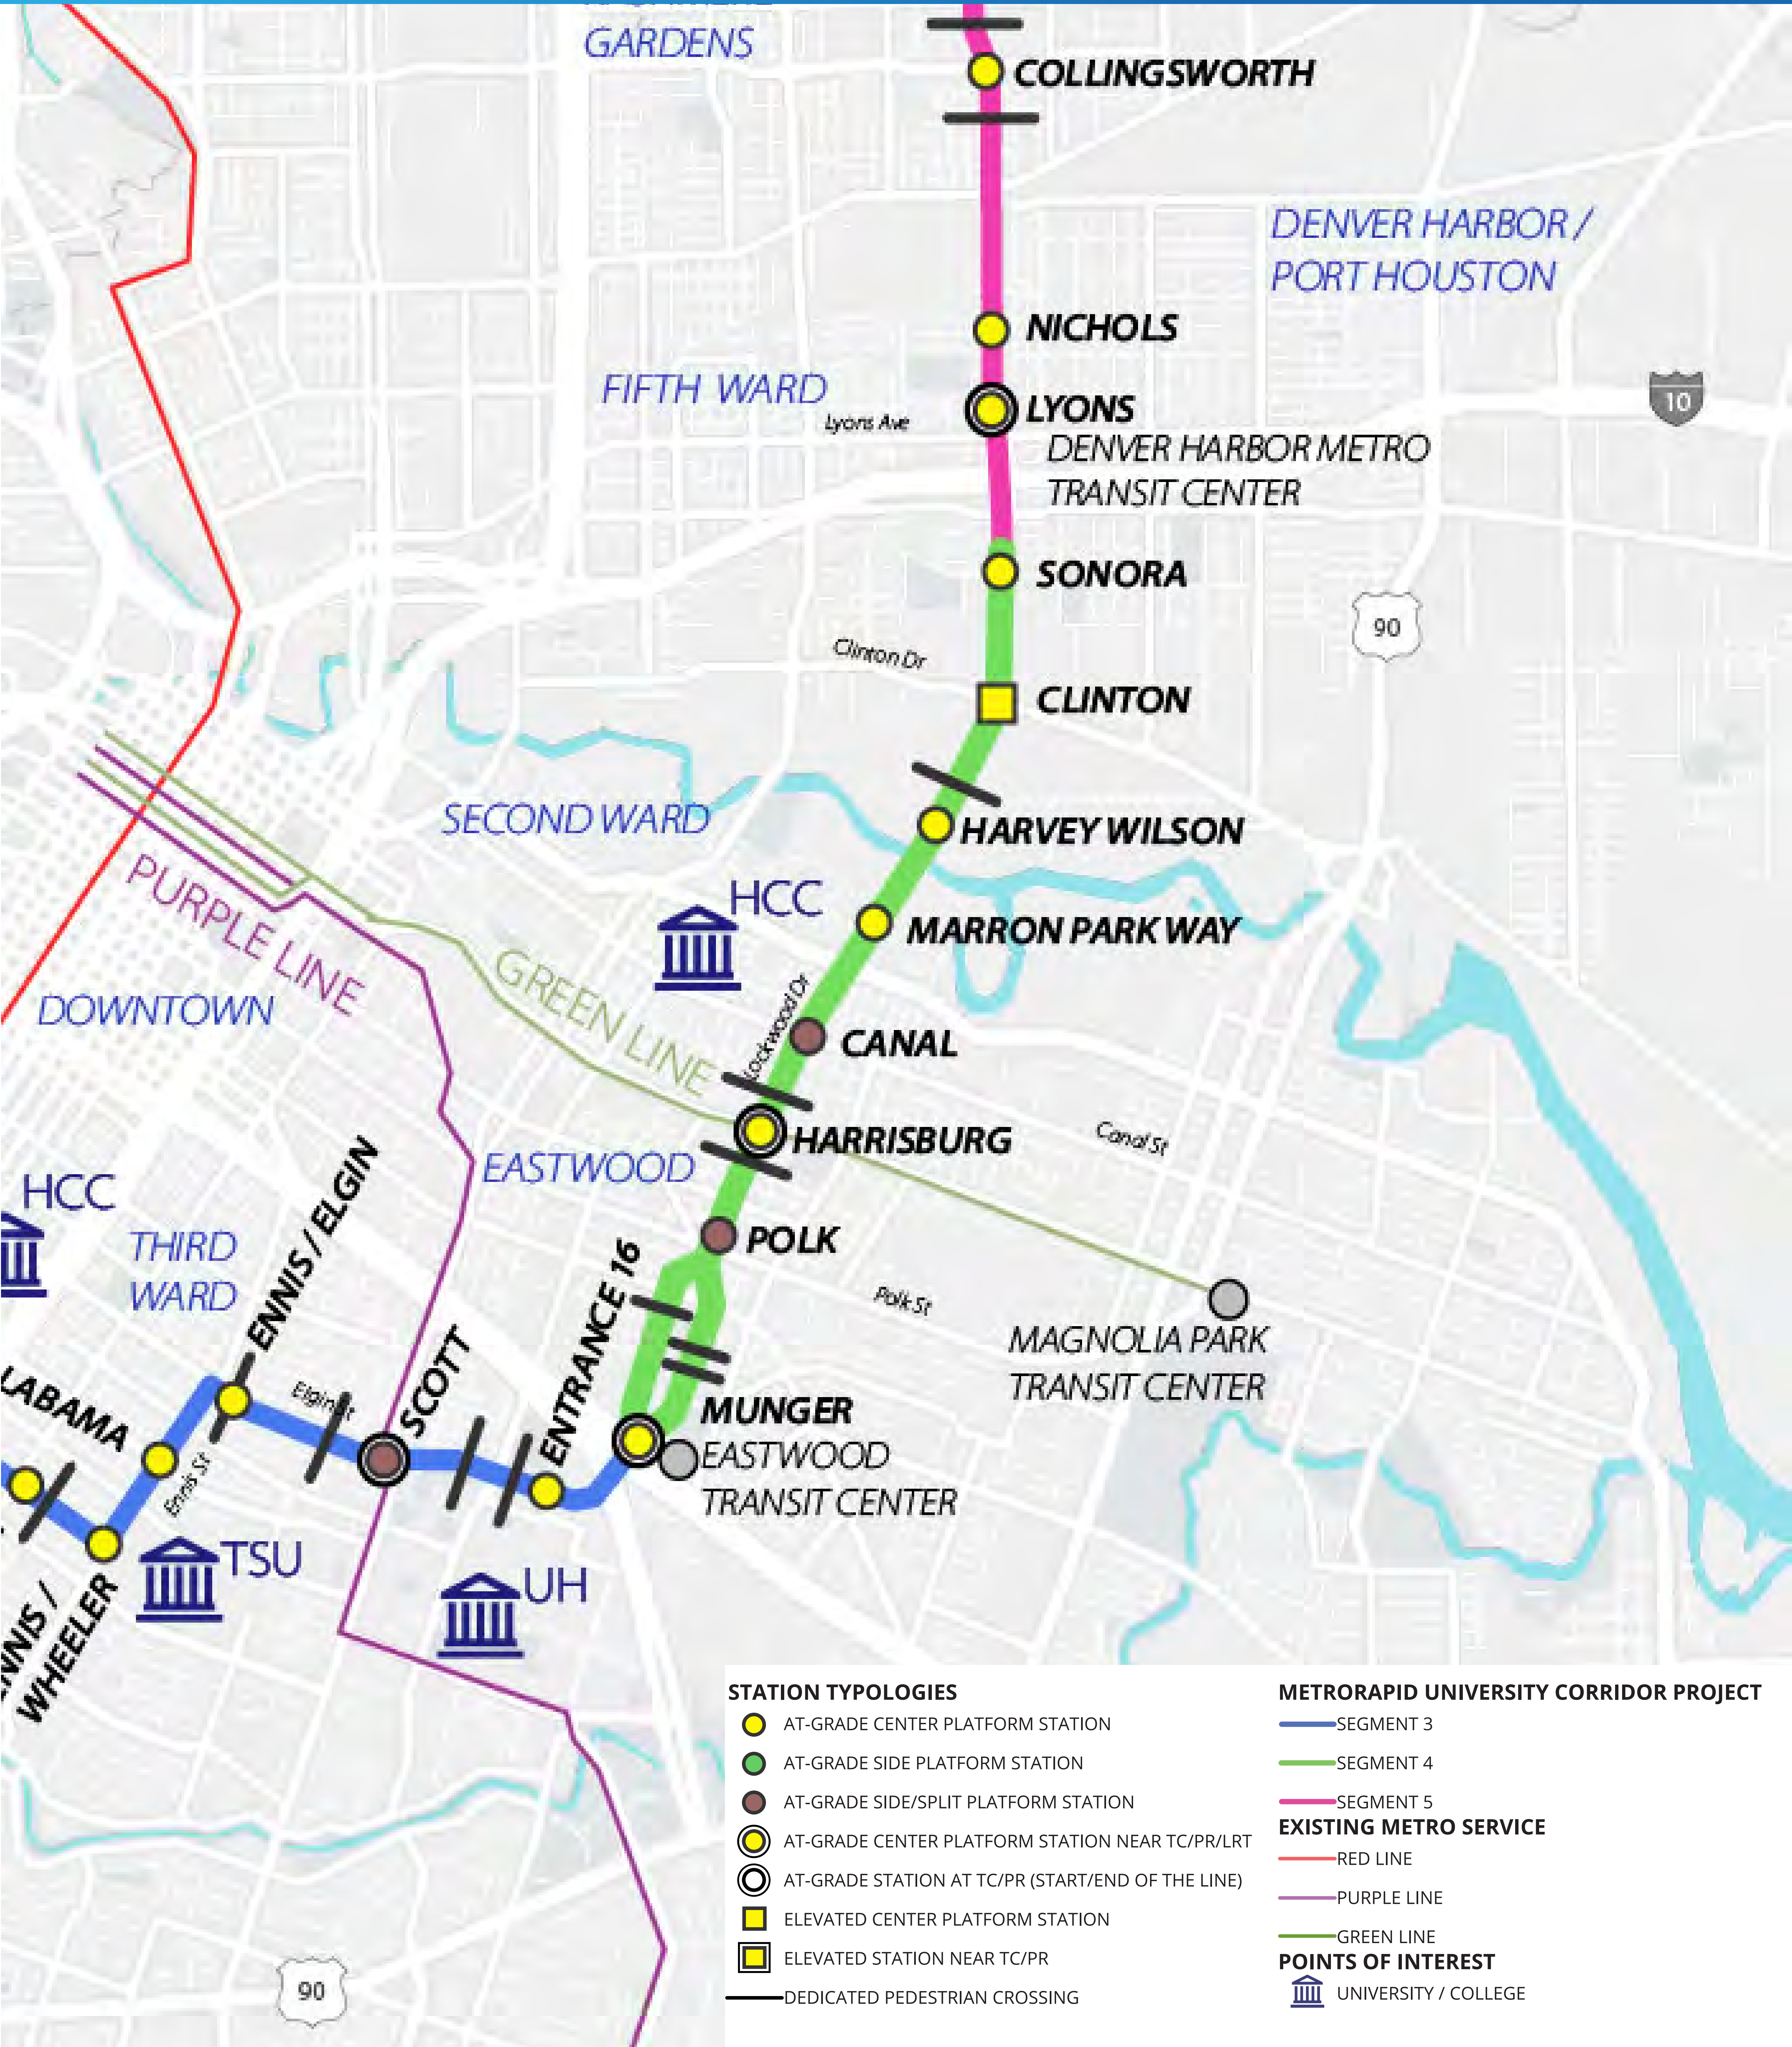 GARDENS
COLLINGSWORTH
DENVER HARBOR /
PORT HOUSTON
NICHOLS
FIFTH WARD
LYONS
Lyons Ave
10
DENVER HARBOR METRO
TRANSIT CENTER
SONORA
90
Clinton Dr
CLINTON
SECOND WARD
HARVEY WILSON
PURPLE LINE
HCC
MARRON PARK WAY
GREEN LINE
DOWNTOWN
Lockwood Dr
CANAL
HARRISBURG
Canal St
EASTWOOD
HCC
ENNIS / ELGIN
THIRD
WARD
POLK
ENTRANCE 16
Polk St
MAGNOLIA PARK
TRANSIT CENTER
SCOTT
Elgin St
LABAMA
MUNGER
EASTWOOD
TRANSIT CENTER
Ennis St
TSU
UH
NNIS /
WHEELER
90
STATION TYPOLOGIES
AT-GRADE CENTER PLATFORM STATION
AT-GRADE SIDE PLATFORM STATION
AT-GRADE SIDE/SPLIT PLATFORM STATION
AT-GRADE CENTER PLATFORM STATION NEAR TC/PR/LRT
AT-GRADE STATION AT TC/PR (START/END OF THE LINE)
ELEVATED CENTER PLATFORM STATION
ELEVATED STATION NEAR TC/PR
DEDICATED PEDESTRIAN CROSSING
METRORAPID UNIVERSITY CORRIDOR PROJECT
SEGMENT 3
SEGMENT 4
SEGMENT 5
EXISTING METRO SERVICE
RED LINE
PURPLE LINE
GREEN LINE
POINTS OF INTEREST
UNIVERSITY / COLLEGE